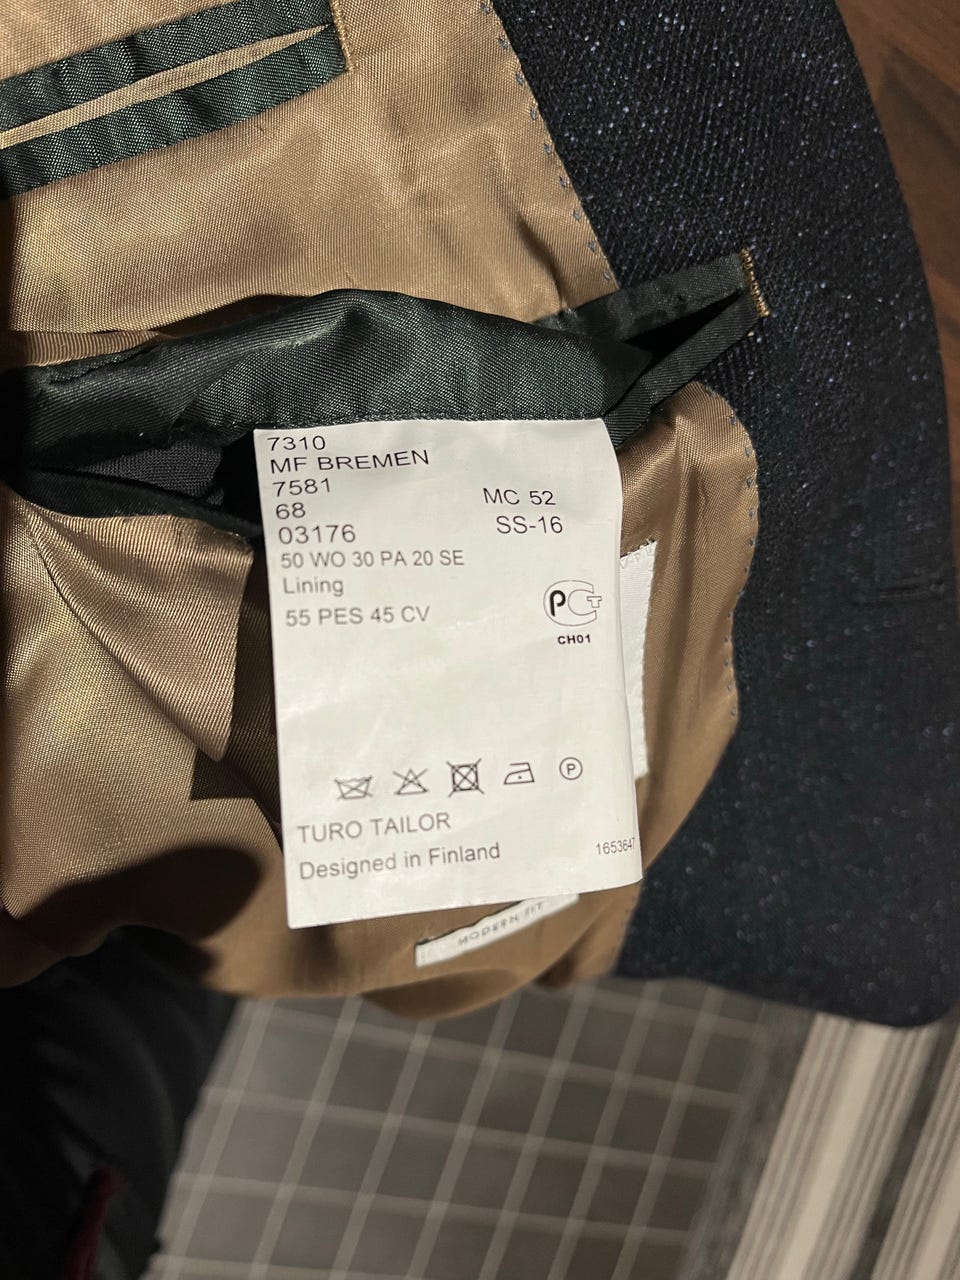 7310
MF BREMEN
7581
68
03176
MC 52
SS-16
50 WO 30 PA 20 SE
Lining
55 PES 45 CV
PCT
CH01
P
TURO TAILOR
Designed in Finland
1653647
MODERN FIT